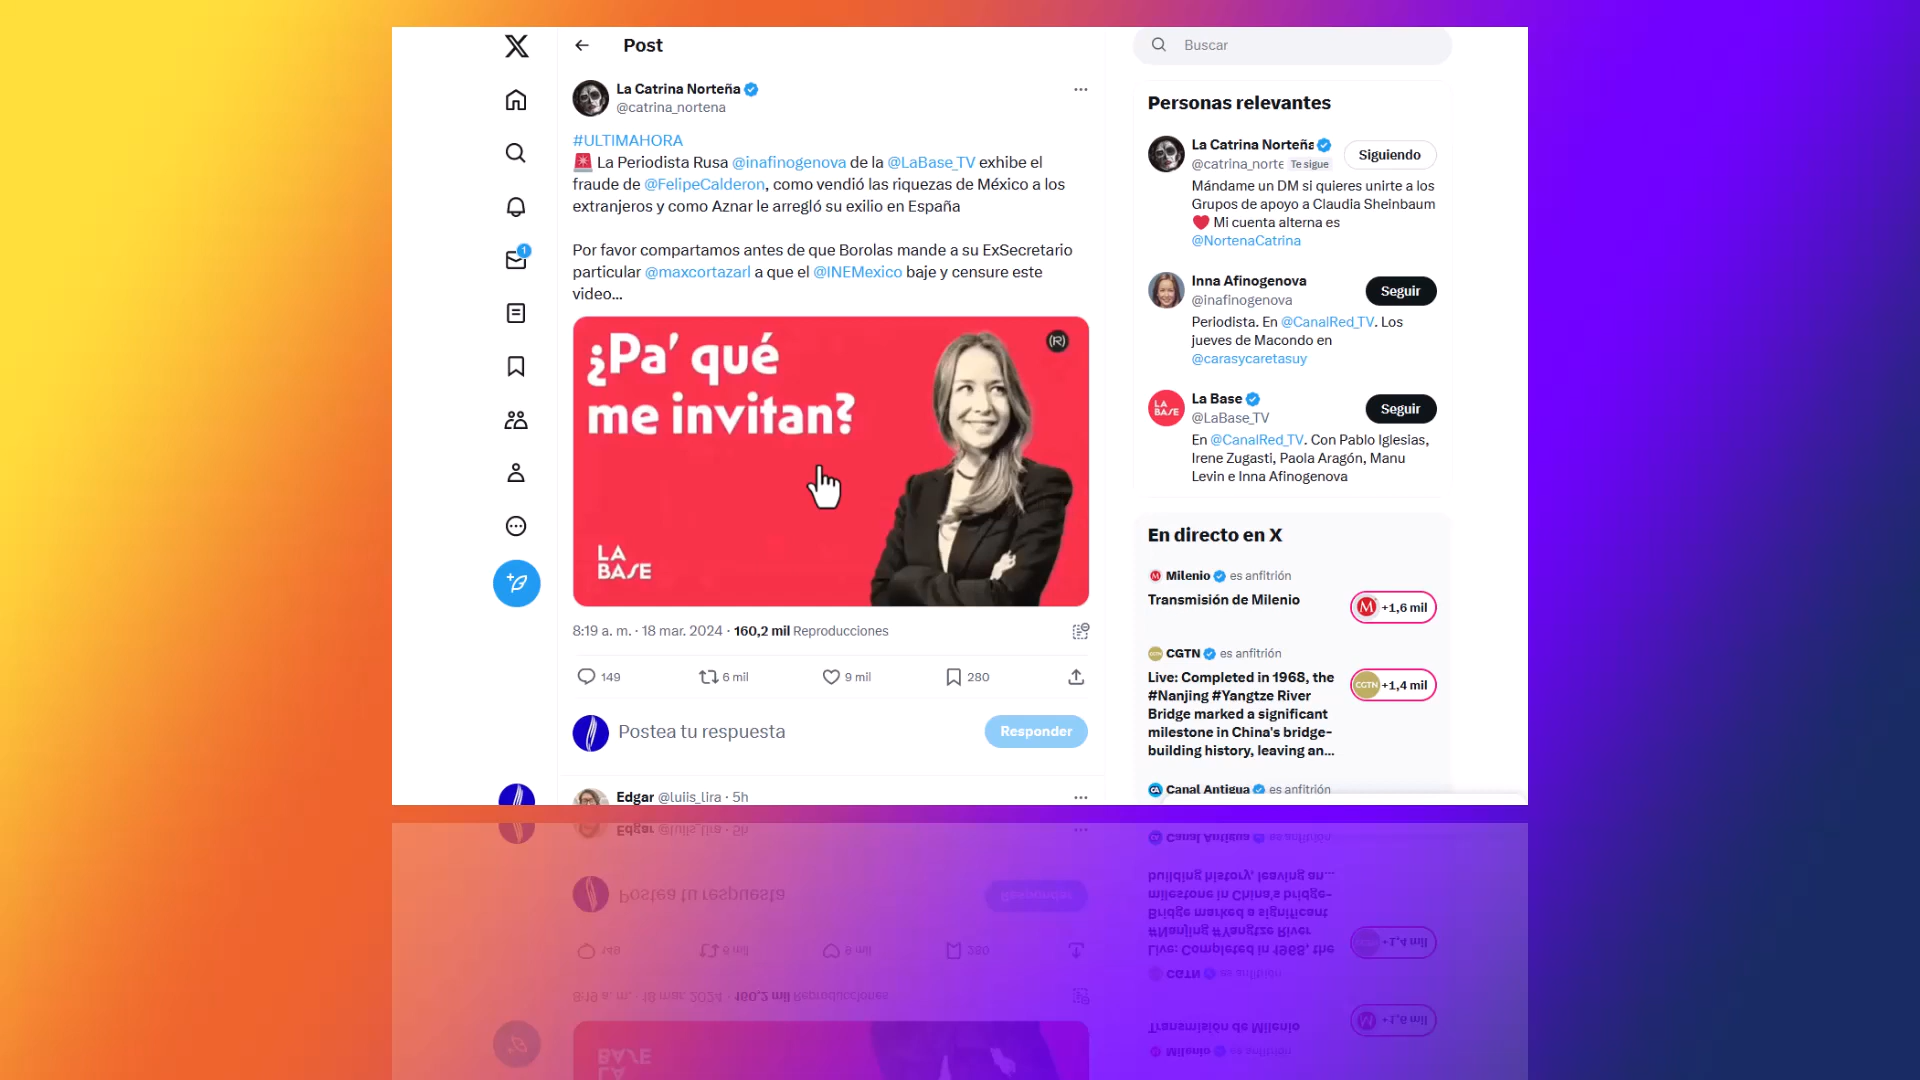 Post
La Catrina Norteña
@catrina_nortena
#ULTIMAHORA
🚨 La Periodista Rusa @inafinogenova de la @LaBase_TV exhibe el
fraude de @FelipeCalderon, como vendió las riquezas de México a los
extranjeros y como Aznar le arregló su exilio en España
Por favor compartamos antes de que Borolas mande a su ExSecretario
particular @maxcortazarl a que el @INEMexico baje y censure este
video...
¿Pa' qué
me invitan?
(R)
LA
BASE
8:19 a. m. · 18 mar. 2024 · 160,2 mil Reproducciones
149 6 mil 9 mil 280
Postea tu respuesta
Responder
Edgar @luiis_lira · 5h
1
Buscar
Personas relevantes
La Catrina Norteña
@catrina_norte Te sigue
Siguiendo
Mándame un DM si quieres unirte a los
Grupos de apoyo a Claudia Sheinbaum
❤️ Mi cuenta alterna es
@NortenaCatrina
Inna Afinogenova
@inafinogenova
Seguir
Periodista. En @CanalRed_TV. Los
jueves de Macondo en
@carasycaretasuy
LA
BASE
La Base
@LaBase_TV
Seguir
En @CanalRed_TV. Con Pablo Iglesias,
Irene Zugasti, Paola Aragón, Manu
Levin e Inna Afinogenova
En directo en X
Milenio es anfitrión
Transmisión de Milenio
M +1,6 mil
CGTN es anfitrión
Live: Completed in 1968, the
#Nanjing #Yangtze River
Bridge marked a significant
milestone in China's bridge-
building history, leaving an...
CGTN +1,4 mil
Canal Antigua es anfitrión